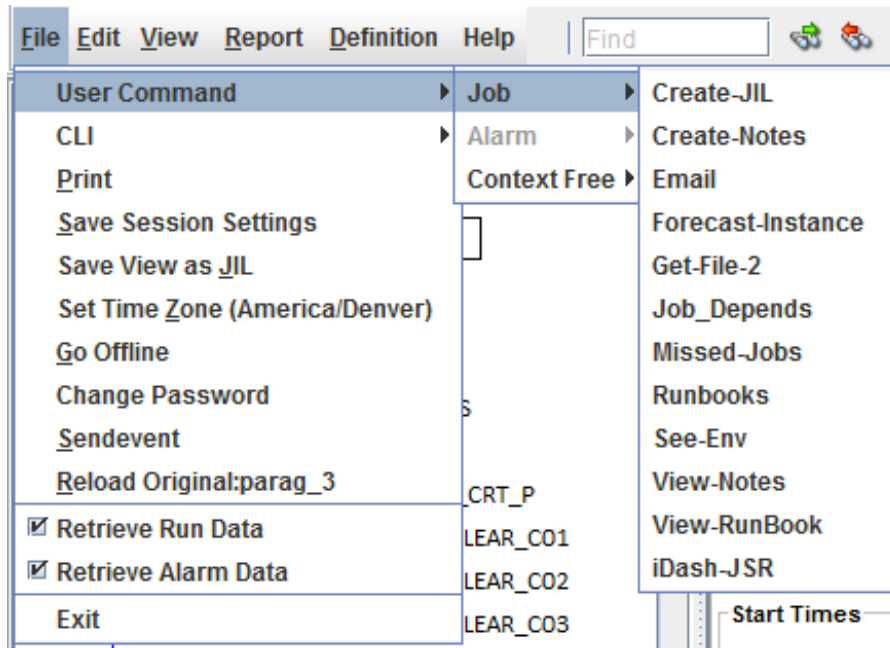 File Edit View Report Definition Help Find
User Command
CLI
Print
Save Session Settings
Save View as JIL
Set Time Zone (America/Denver)
Go Offline
Change Password
Sendevent
Reload Original:parag_3
Retrieve Run Data
Retrieve Alarm Data
Exit
Job
Alarm
Context Free
Create-JIL
Create-Notes
Email
Forecast-Instance
Get-File-2
Job_Depends
Missed-Jobs
Runbooks
See-Env
View-Notes
View-RunBook
iDash-JSR
S
_CRT_P
LEAR_CO1
LEAR_CO2
LEAR_CO3
Start Times